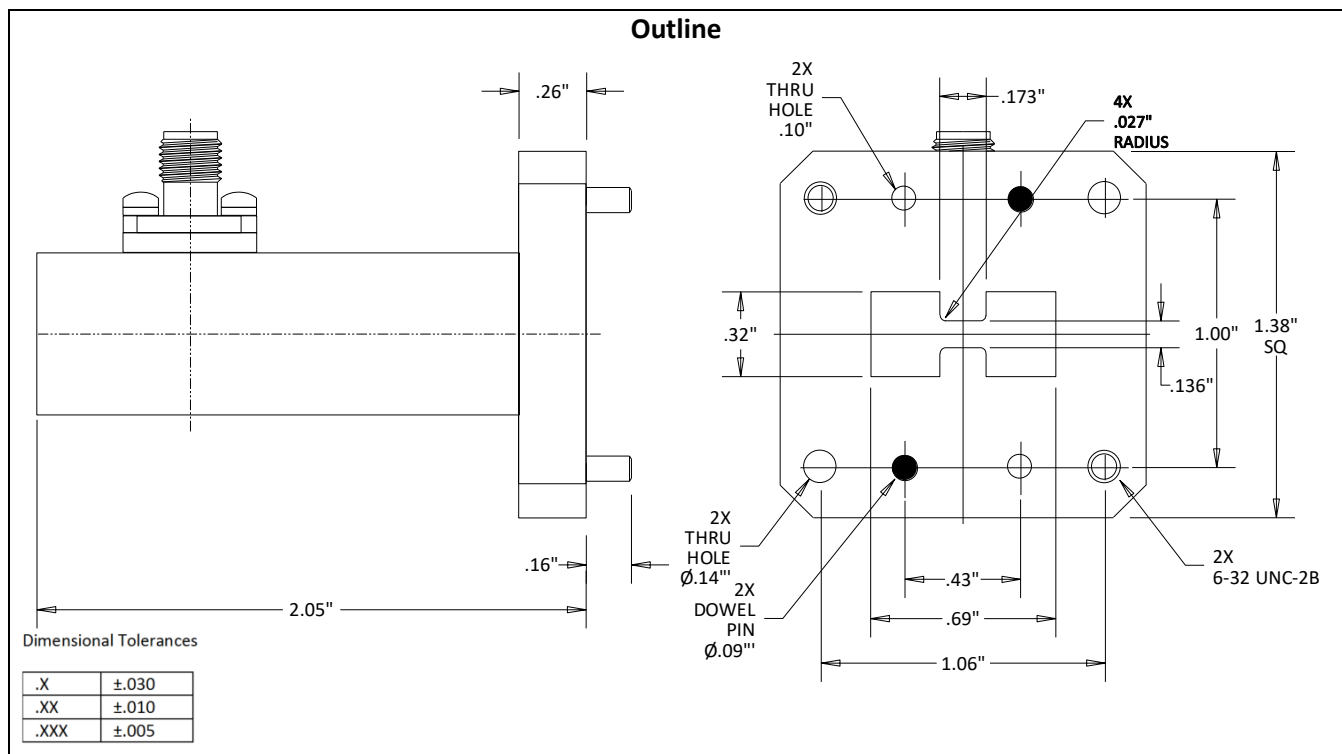 Outline
.26"
2X
THRU
HOLE
.10"
.173"
4X
.027"
RADIUS
.32"
1.00"
1.38"
SQ
.136"
.16"
2X
THRU
HOLE
Ø.14"'
2X
DOWEL
PIN
Ø.09"'
.43"
.69"
1.06"
2X
6-32 UNC-2B
2.05"
Dimensional Tolerances
.X ±.030
.XX ±.010
.XXX ±.005